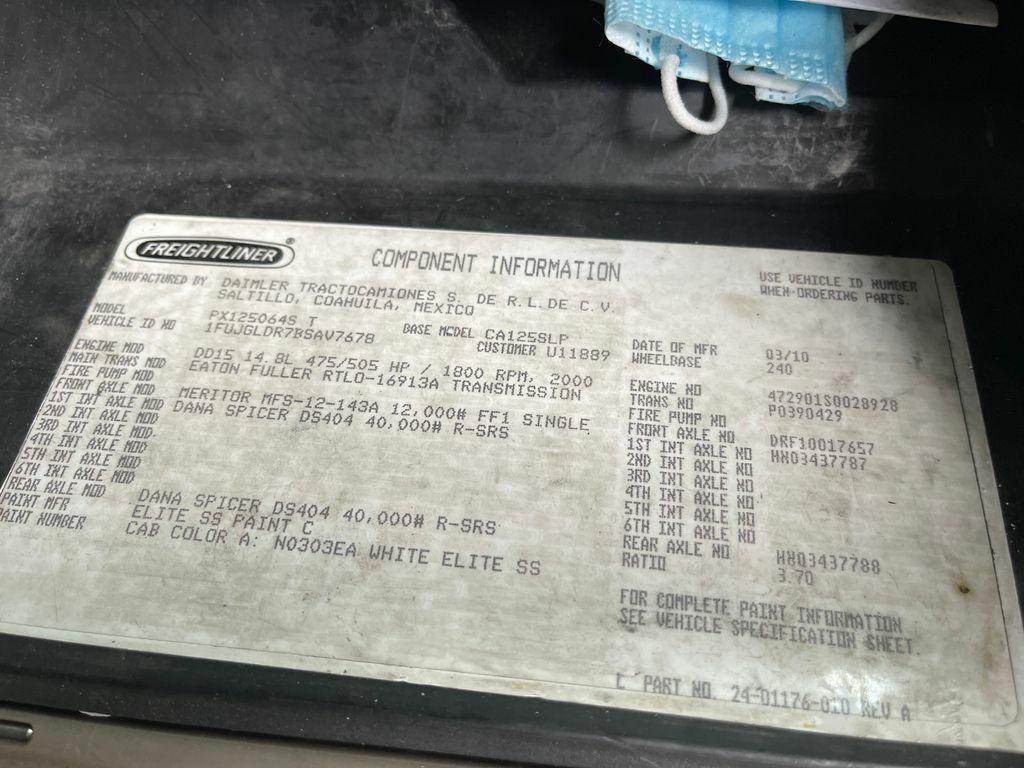 FREIGHTLINER®
COMPONENT INFORMATION
USE VEHICLE ID NUMBER
WHEN ORDERING PARTS.
MANUFACTURED BY DAIMLER TRACTOCAMIONES S. DE R.L.DE C.V.
SALTILLO, COAHUILA, MEXICO
MODEL PX125064S T BASE MODEL CA125SLP
VEHICLE ID NO 1FUJGLDR7BSAV7678 CUSTOMER U11889
DATE OF MFR 03/10
WHEELBASE 240
ENGINE MOD DD15 14.8L 475/505 HP / 1800 RPM, 2000
MAIN TRANS MOD EATON FULLER RTLO-16913A TRANSMISSION
FIRE PUMP MOD
FRONT AXLE MOD MERITOR MFS-12-143A 12,000# FF1 SINGLE
1ST INT AXLE MOD DANA SPICER DS404 40,000# R-SRS
2ND INT AXLE MOD
3RD INT AXLE MOD.
4TH INT AXLE MOD
5TH INT AXLE MOD
6TH INT AXLE MOD
REAR AXLE MOD DANA SPICER DS404 40,000# R-SRS
PAINT MFR ELITE SS PAINT C
PAINT NUMBER CAB COLOR A: N0303EA WHITE ELITE SS
ENGINE NO 472901S0028928
TRANS NO P0390429
FIRE PUMP NO
FRONT AXLE NO DRF10017657
1ST INT AXLE NO HN03437787
2ND INT AXLE NO
3RD INT AXLE NO
4TH INT AXLE NO
5TH INT AXLE NO
6TH INT AXLE NO
REAR AXLE NO H803437788
RATIO 3.70
FOR COMPLETE PAINT INFORMATION
SEE VEHICLE SPECIFICATION SHEET.
PART NO. 24-01176-010 REV A